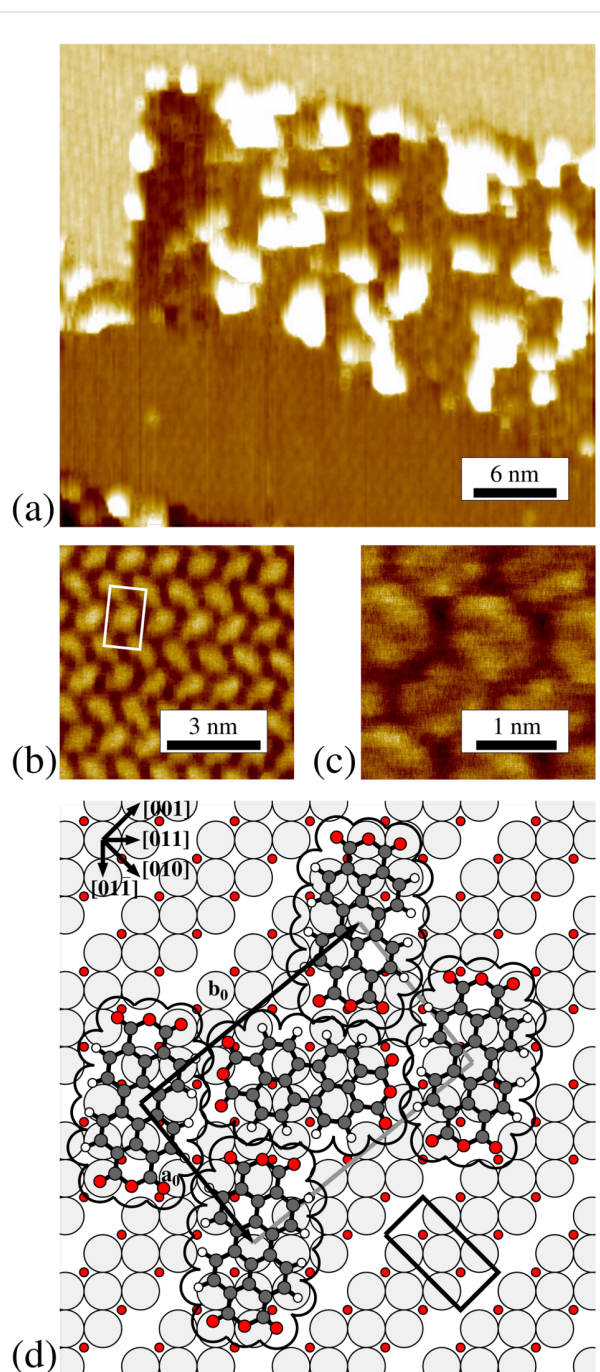 6 nm
(a)
3 nm
(b)
1 nm
(c)
[001]
[011]
[010]
[011̅]
b₀
a₀
(d)